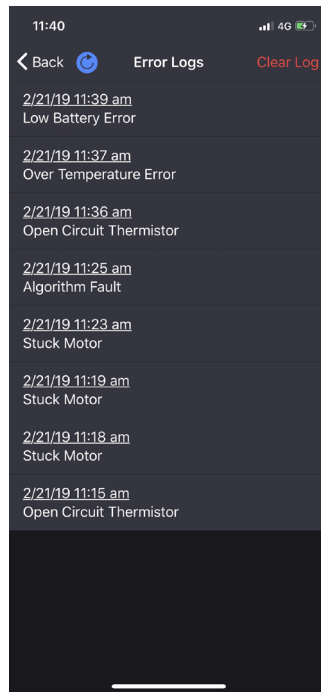 11:40
4G
Back
Error Logs
Clear Log
2/21/19 11:39 am
Low Battery Error
2/21/19 11:37 am
Over Temperature Error
2/21/19 11:36 am
Open Circuit Thermistor
2/21/19 11:25 am
Algorithm Fault
2/21/19 11:23 am
Stuck Motor
2/21/19 11:19 am
Stuck Motor
2/21/19 11:18 am
Stuck Motor
2/21/19 11:15 am
Open Circuit Thermistor